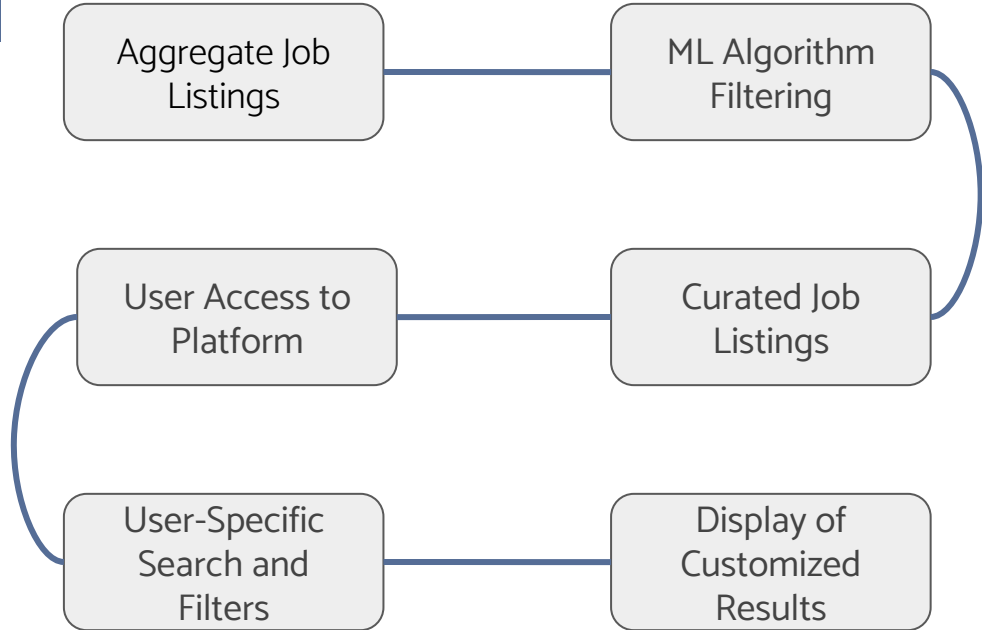 Aggregate Job
Listings
ML Algorithm
Filtering
User Access to
Platform
Curated Job
Listings
User-Specific
Search and
Filters
Display of
Customized
Results